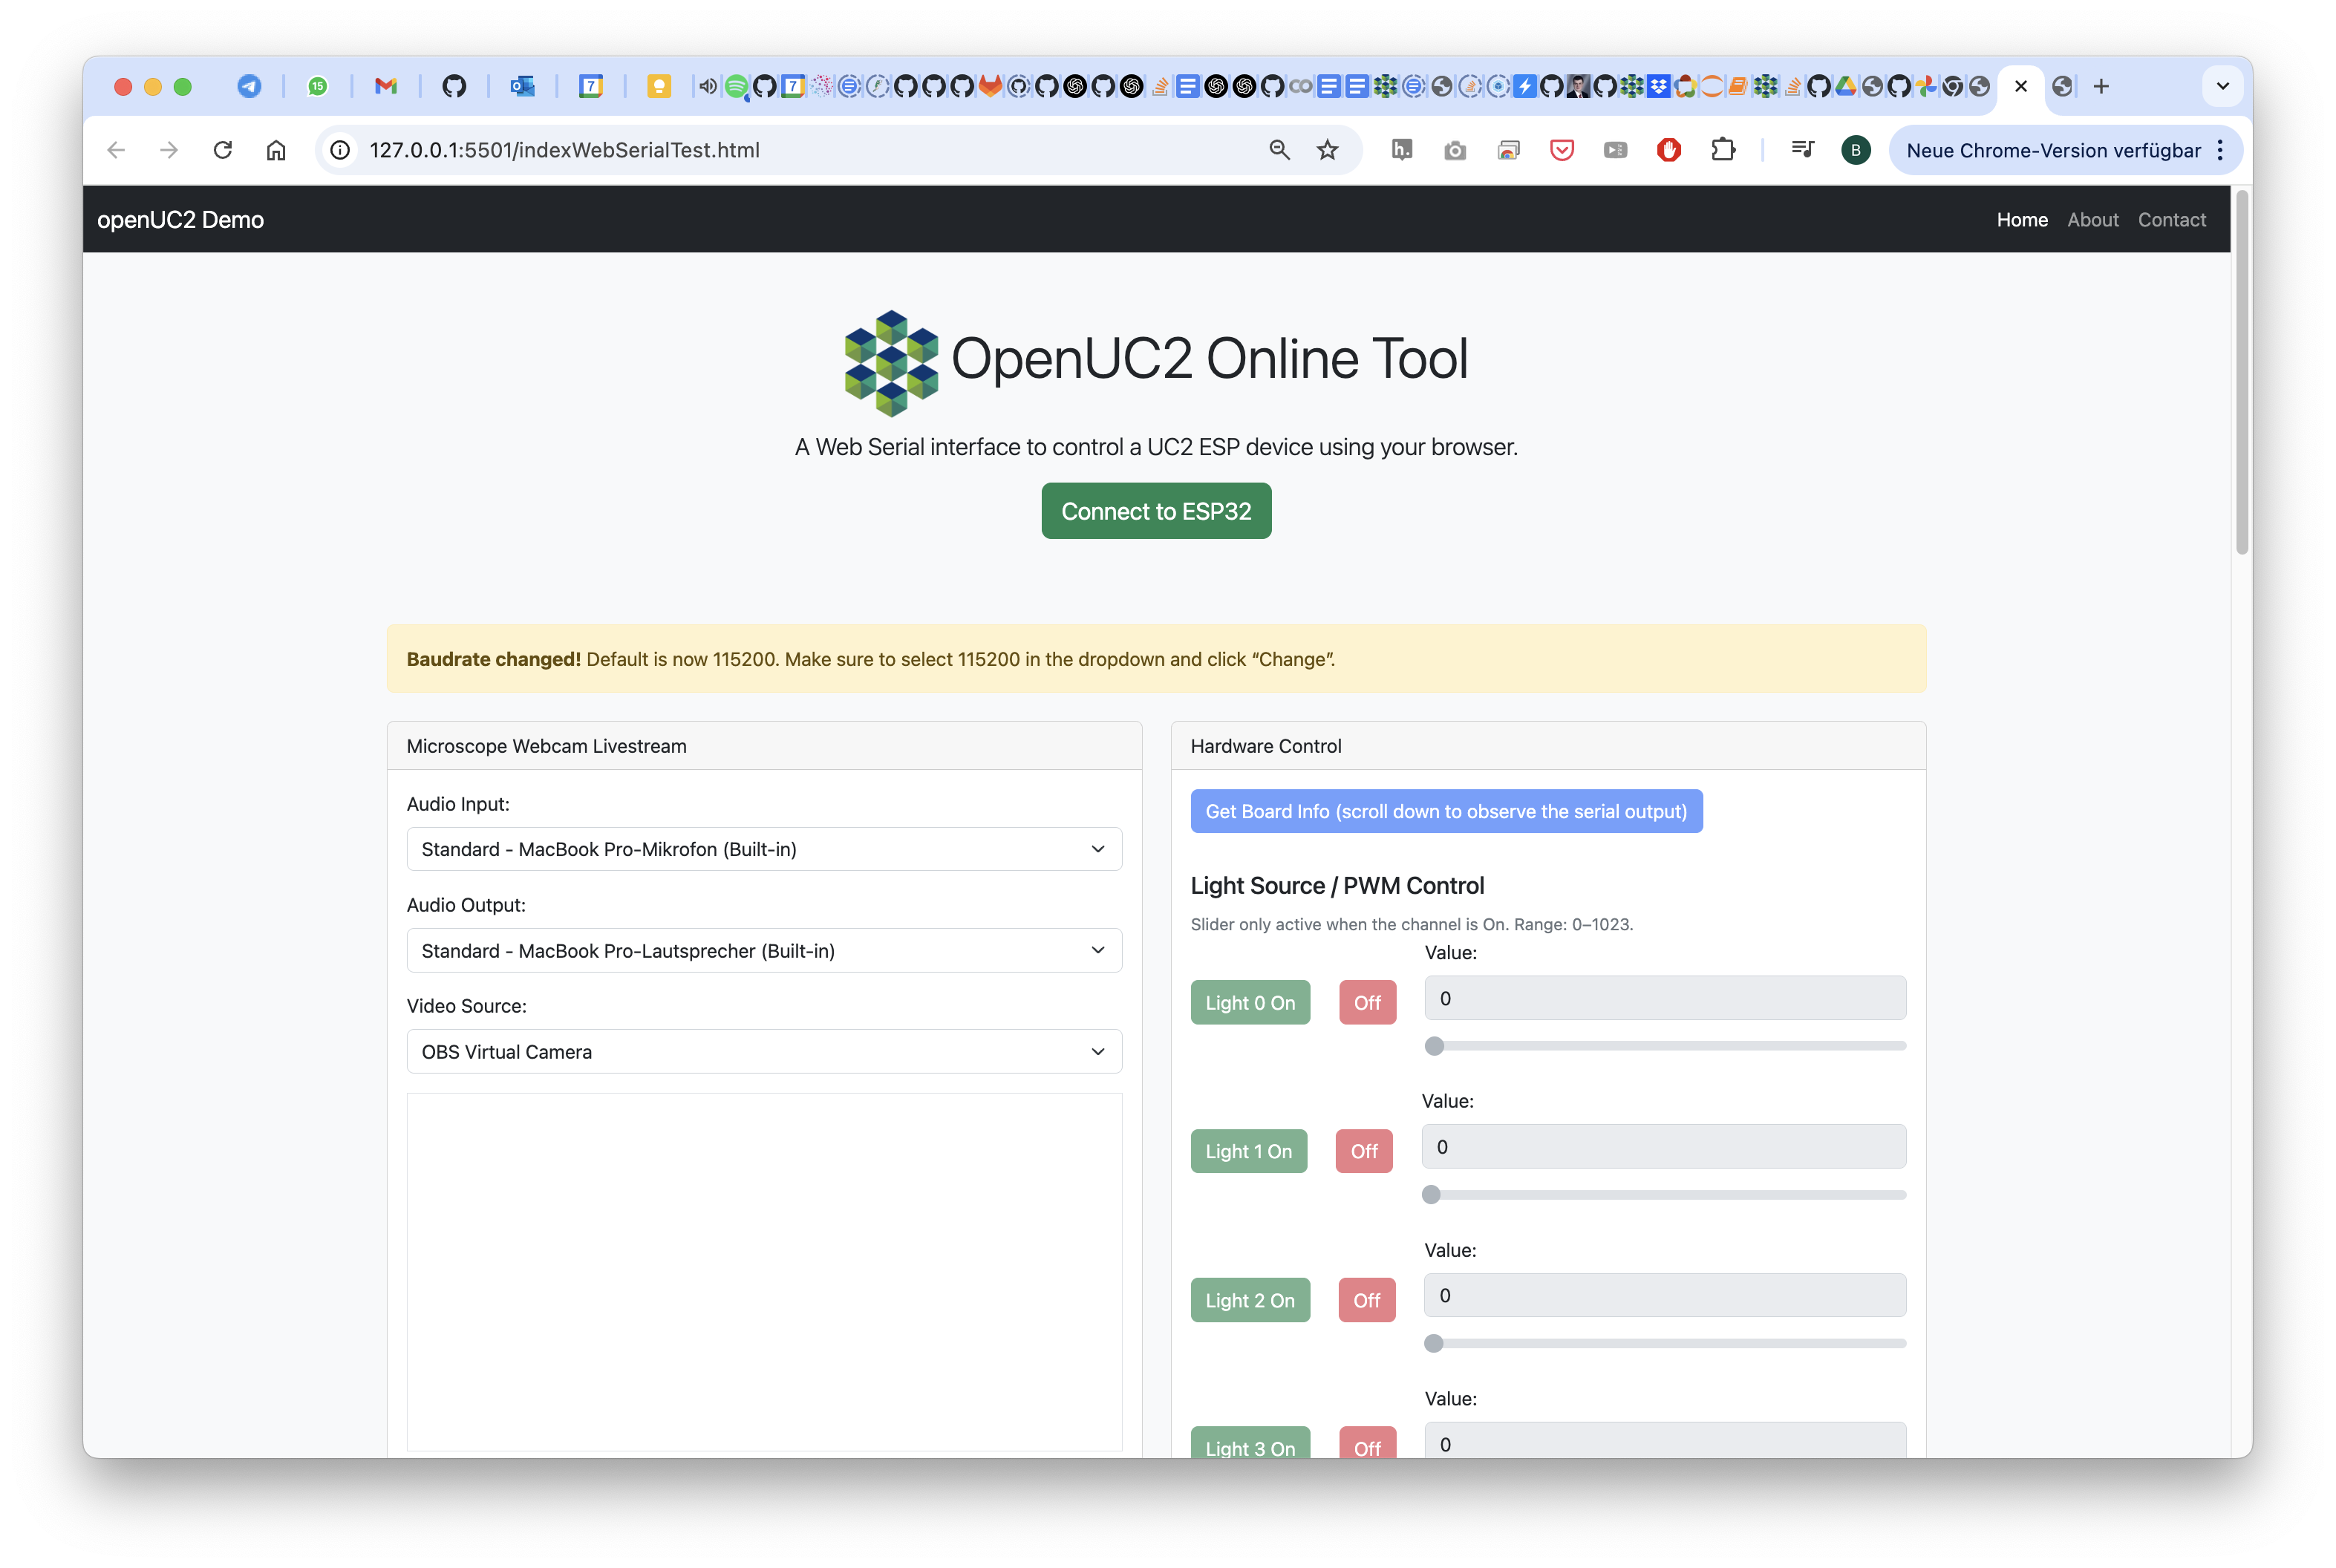 15
7
7
127.0.0.1:5501/indexWebSerialTest.html
h.
B
Neue Chrome-Version verfügbar
openUC2 Demo
Home About Contact
OpenUC2 Online Tool
A Web Serial interface to control a UC2 ESP device using your browser.
Connect to ESP32
Baudrate changed! Default is now 115200. Make sure to select 115200 in the dropdown and click “Change”.
Microscope Webcam Livestream
Audio Input:
Standard - MacBook Pro-Mikrofon (Built-in)
Audio Output:
Standard - MacBook Pro-Lautsprecher (Built-in)
Video Source:
OBS Virtual Camera
Hardware Control
Get Board Info (scroll down to observe the serial output)
Light Source / PWM Control
Slider only active when the channel is On. Range: 0–1023.
Value:
Light 0 On Off 0
Value:
Light 1 On Off 0
Value:
Light 2 On Off 0
Value:
Light 3 On Off 0